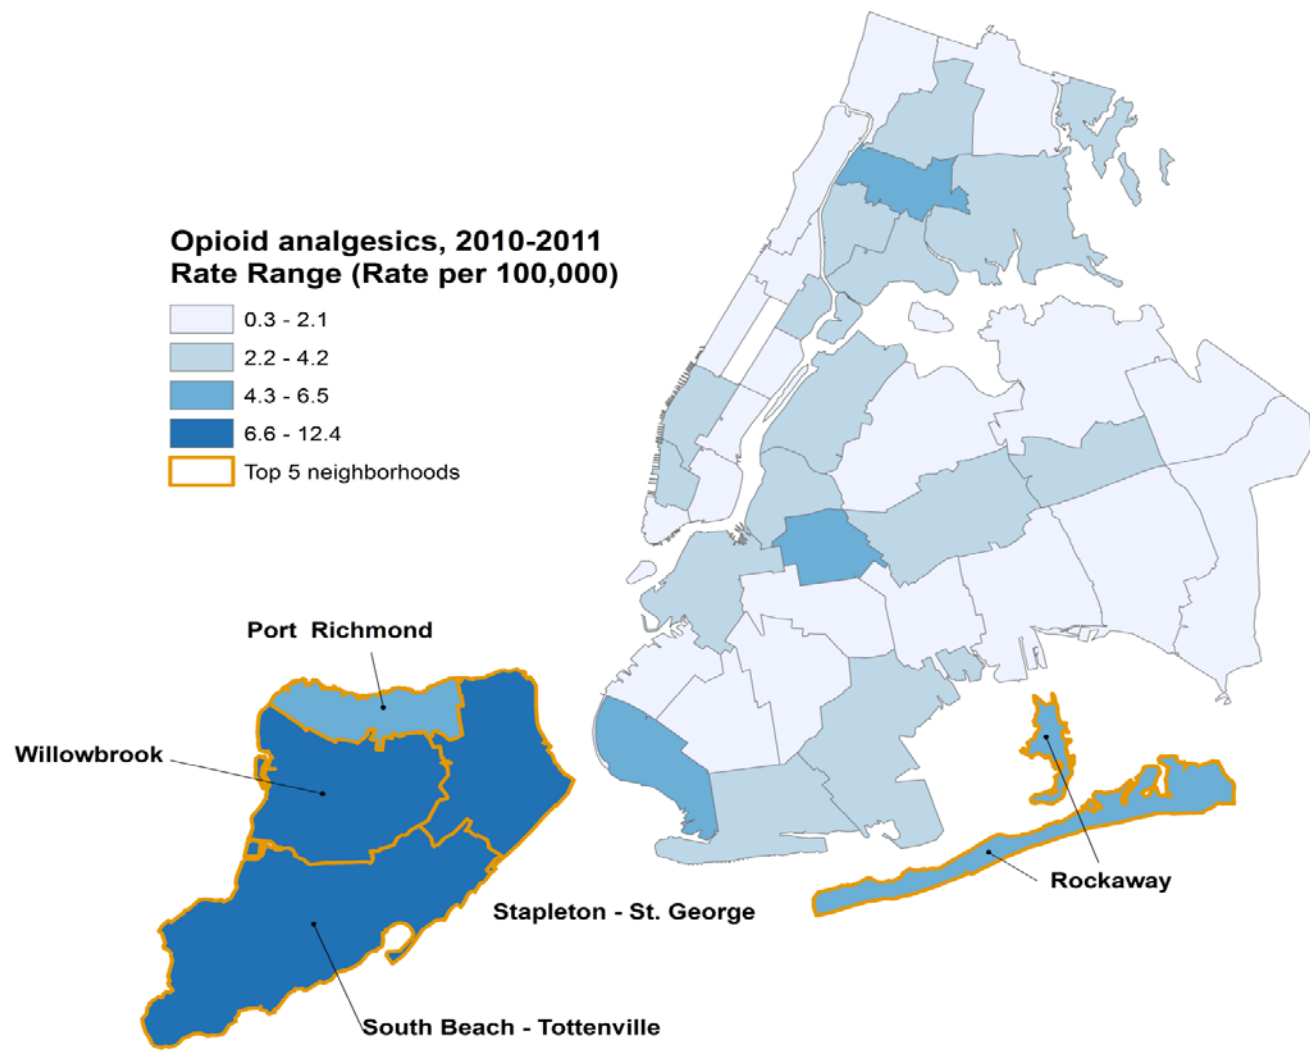 Opioid analgesics, 2010-2011
Rate Range (Rate per 100,000)
0.3 - 2.1
2.2 - 4.2
4.3 - 6.5
6.6 - 12.4
Top 5 neighborhoods
Port Richmond
Willowbrook
Rockaway
Stapleton - St. George
South Beach - Tottenville